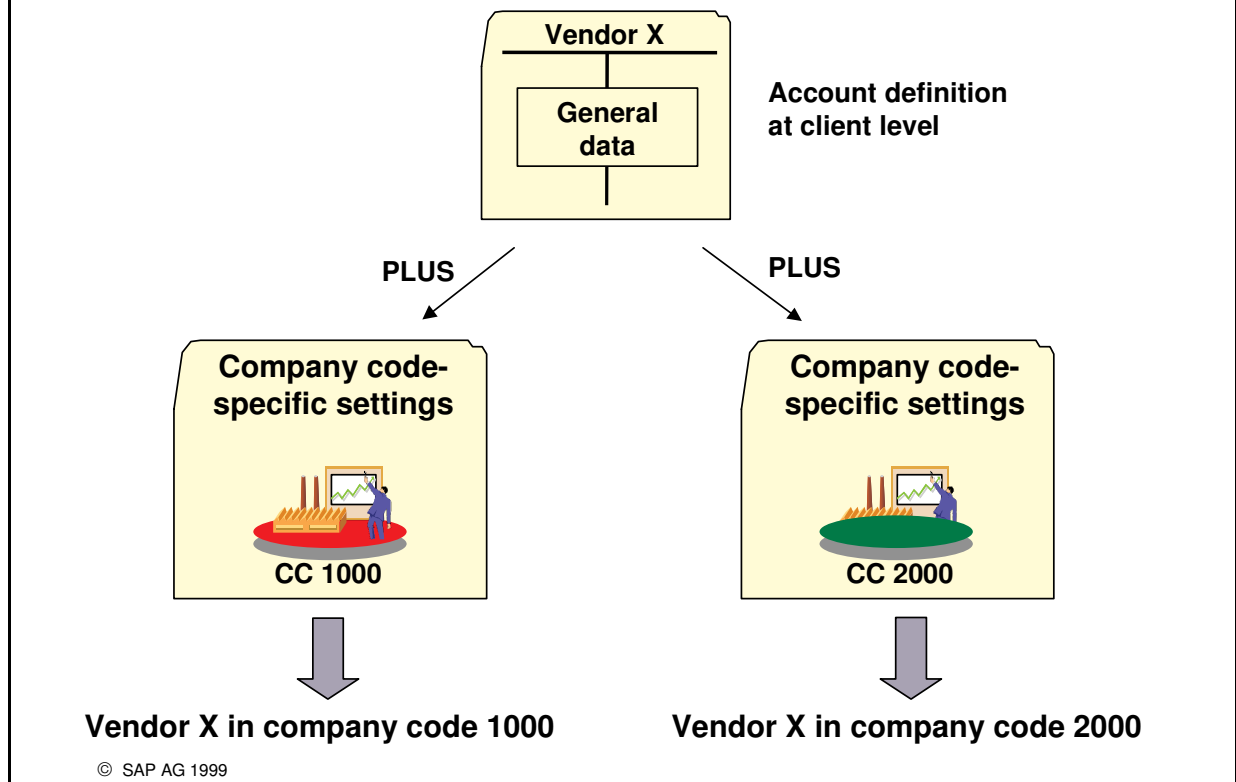 Vendor X
General
data
Account definition
at client level
PLUS
PLUS
Company code-
specific settings
CC 1000
Company code-
specific settings
CC 2000
Vendor X in company code 1000
Vendor X in company code 2000
© SAP AG 1999